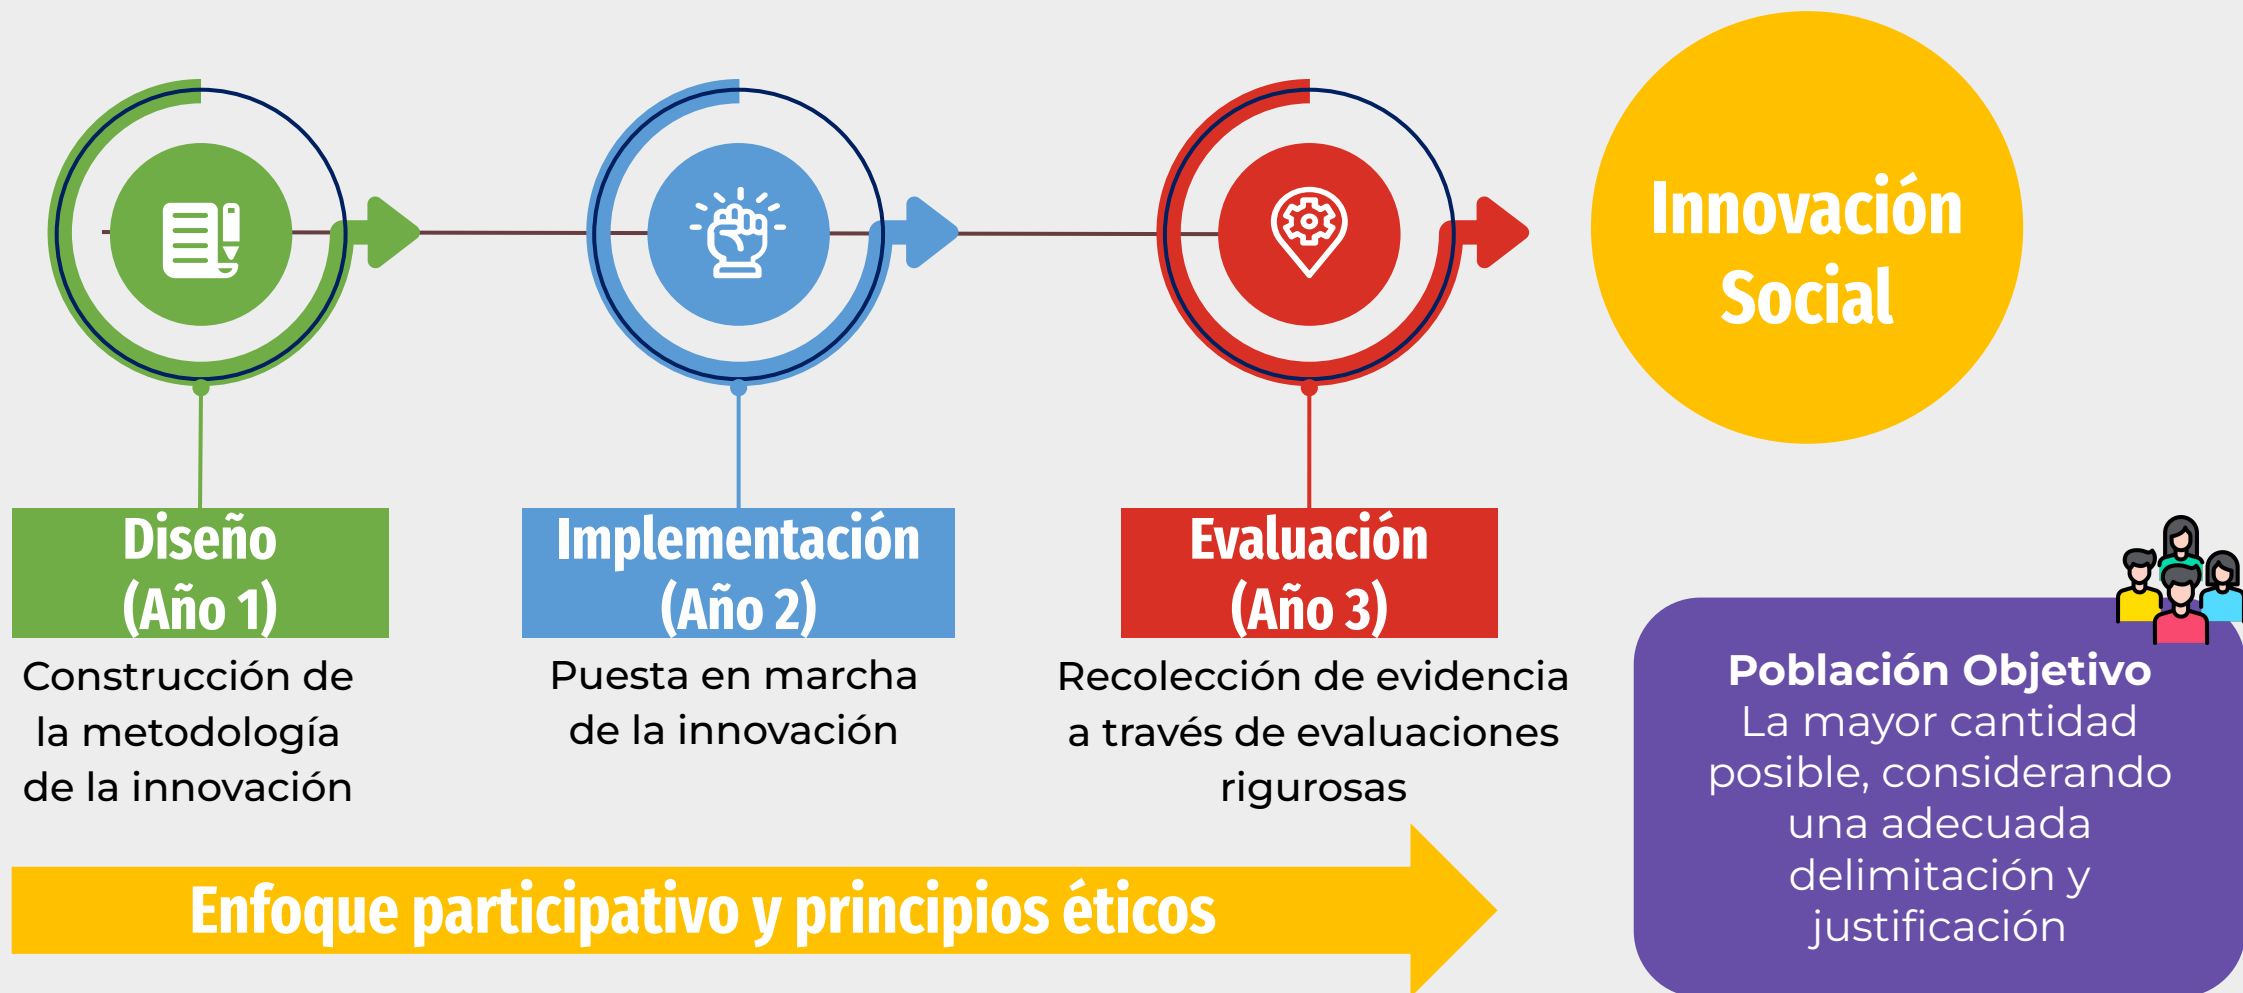 Innovación
Social
Diseño
(Año 1)
Construcción de
la metodología
de la innovación
Implementación
(Año 2)
Puesta en marcha
de la innovación
Evaluación
(Año 3)
Recolección de evidencia
a través de evaluaciones
rigurosas
Enfoque participativo y principios éticos
Población Objetivo
La mayor cantidad
posible, considerando
una adecuada
delimitación y
justificación